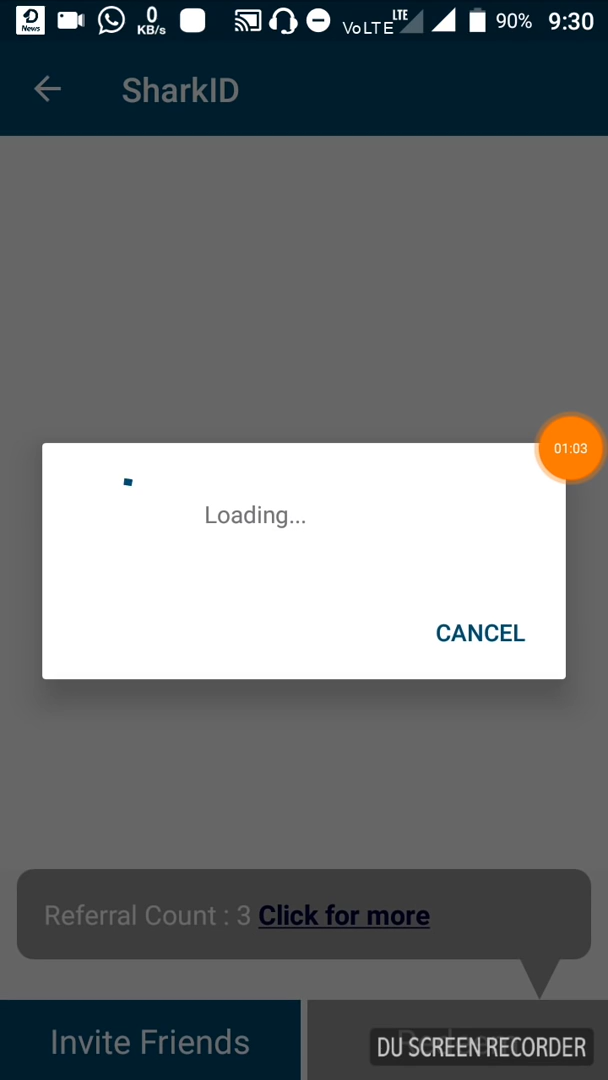 News
0
KB/s
VoLTE
LTE
90%
9:30
SharkID
01:03
Loading...
CANCEL
Referral Count : 3 Click for more
Invite Friends
DU SCREEN RECORDER